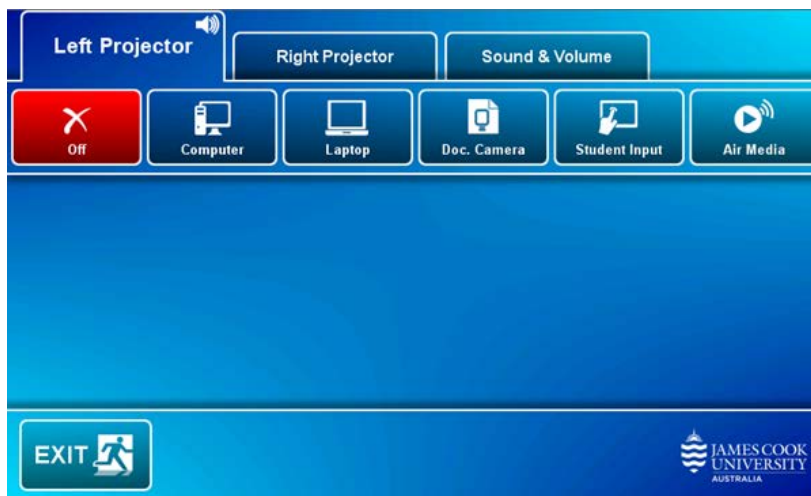 Left Projector
Right Projector
Sound & Volume
Off
Computer
Laptop
Doc. Camera
Student Input
Air Media
EXIT
JAMES COOK
UNIVERSITY
AUSTRALIA